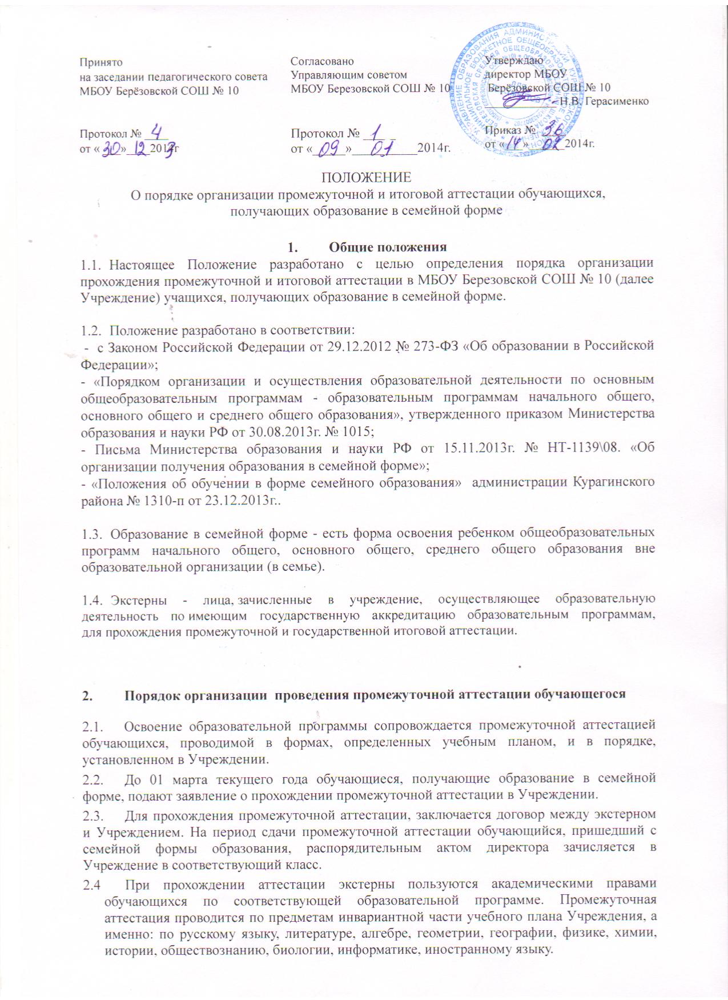 Принято
на заседании педагогического совета
МБОУ Берёзовской СОШ № 10
Протокол № 4
от «30» 12 2013г
Согласовано
Управляющим советом
МБОУ Березовской СОШ № 10
Протокол № 1
от « 09 » 01 2014г.
Утверждаю
директор МБОУ
Берёзовской СОШ № 10
Н.В. Герасименко
Приказ № 36
от «14» 02 2014г.
ПОЛОЖЕНИЕ
О порядке организации промежуточной и итоговой аттестации обучающихся,
получающих образование в семейной форме
1. Общие положения
1.1. Настоящее Положение разработано с целью определения порядка организации
прохождения промежуточной и итоговой аттестации в МБОУ Березовской СОШ № 10 (далее
Учреждение) учащихся, получающих образование в семейной форме.
1.2. Положение разработано в соответствии:
- с Законом Российской Федерации от 29.12.2012 № 273-ФЗ «Об образовании в Российской
Федерации»;
- «Порядком организации и осуществления образовательной деятельности по основным
общеобразовательным программам - образовательным программам начального общего,
основного общего и среднего общего образования», утвержденного приказом Министерства
образования и науки РФ от 30.08.2013г. № 1015;
- Письма Министерства образования и науки РФ от 15.11.2013г. № НТ-1139\08. «Об
организации получения образования в семейной форме»;
- «Положения об обучении в форме семейного образования» администрации Курагинского
района № 1310-п от 23.12.2013г..
1.3. Образование в семейной форме - есть форма освоения ребенком общеобразовательных
программ начального общего, основного общего, среднего общего образования вне
образовательной организации (в семье).
1.4. Экстерны - лица, зачисленные в учреждение, осуществляющее образовательную
деятельность по имеющим государственную аккредитацию образовательным программам,
для прохождения промежуточной и государственной итоговой аттестации.
2. Порядок организации проведения промежуточной аттестации обучающегося
2.1. Освоение образовательной программы сопровождается промежуточной аттестацией
обучающихся, проводимой в формах, определенных учебным планом, и в порядке,
установленном в Учреждении.
2.2. До 01 марта текущего года обучающиеся, получающие образование в семейной
форме, подают заявление о прохождении промежуточной аттестации в Учреждении.
2.3. Для прохождения промежуточной аттестации, заключается договор между экстерном
и Учреждением. На период сдачи промежуточной аттестации обучающийся, пришедший с
семейной формы образования, распорядительным актом директора зачисляется в
Учреждение в соответствующий класс.
2.4 При прохождении аттестации экстерны пользуются академическими правами
обучающихся по соответствующей образовательной программе. Промежуточная
аттестация проводится по предметам инвариантной части учебного плана Учреждения, а
именно: по русскому языку, литературе, алгебре, геометрии, географии, физике, химии,
истории, обществознанию, биологии, информатике, иностранному языку.